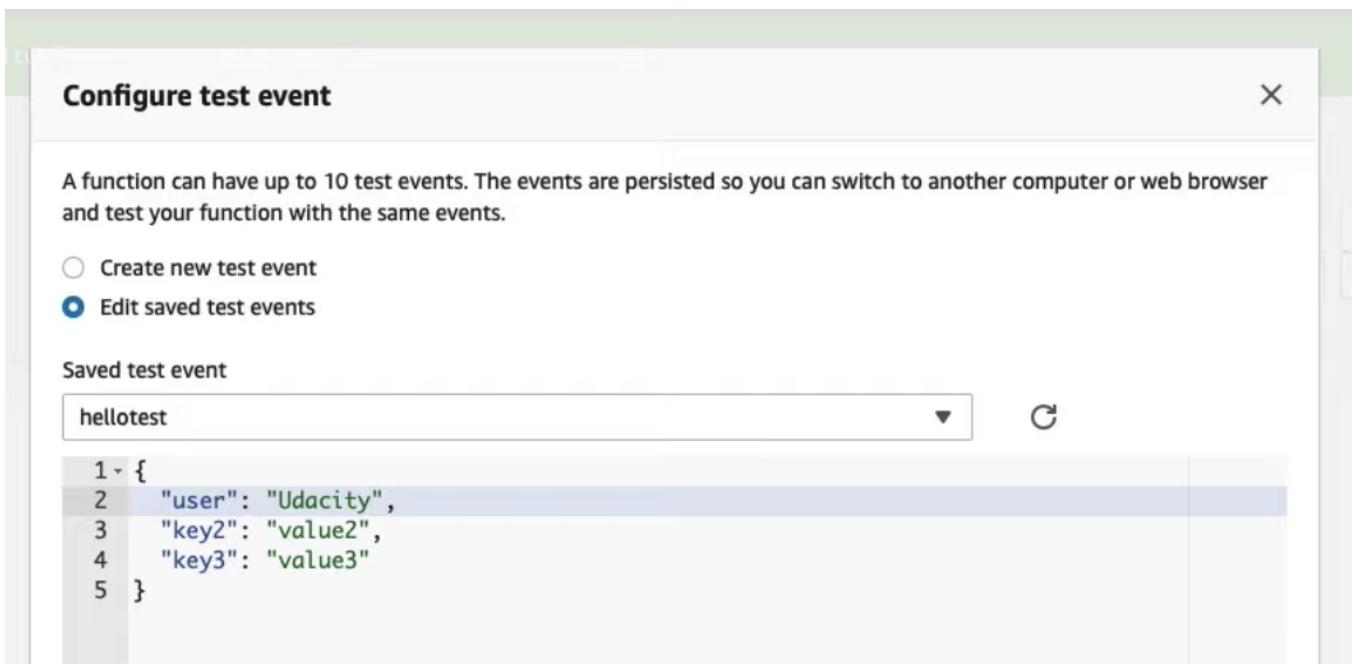 Configure test event
A function can have up to 10 test events. The events are persisted so you can switch to another computer or web browser
and test your function with the same events.
Create new test event
Edit saved test events
Saved test event
hellotest
1 {
2 "user": "Udacity",
3 "key2": "value2",
4 "key3": "value3"
5 }